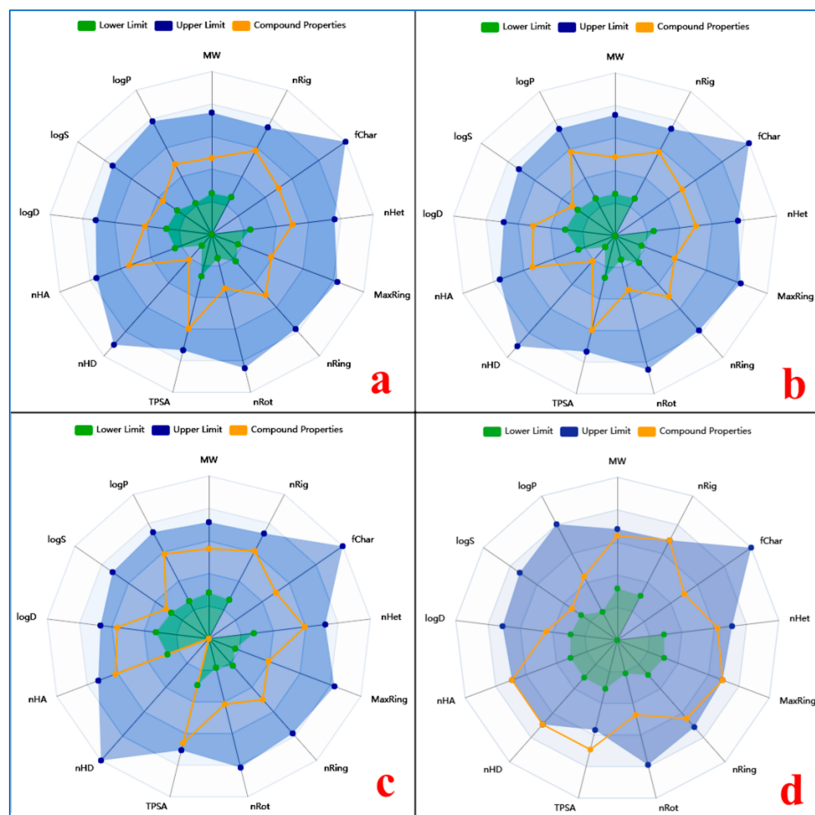 Lower Limit Upper Limit Compound Properties
MW
logP nRig
logS fChar
logD nHet
nHA MaxRing
nHD nRing
TPSA nRot
a
Lower Limit Upper Limit Compound Properties
MW
logP nRig
logS fChar
logD nHet
nHA MaxRing
nHD nRing
TPSA nRot
b
Lower Limit Upper Limit Compound Properties
MW
logP nRig
logS fChar
logD nHet
nHA MaxRing
nHD nRing
TPSA nRot
c
Lower Limit Upper Limit Compound Properties
MW
logP nRig
logS fChar
logD nHet
nHA MaxRing
nHD nRing
TPSA nRot
d